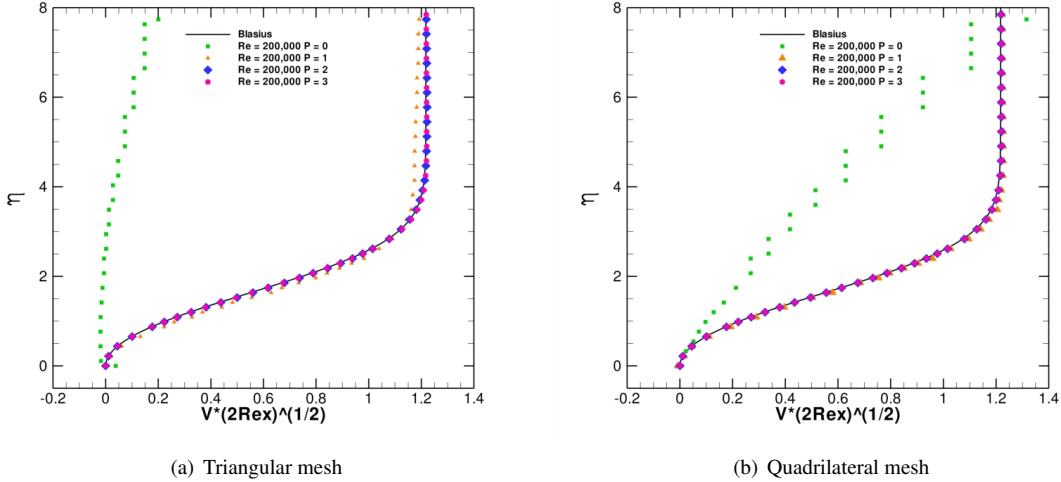 Blasius
Re = 200,000 P = 0
Re = 200,000 P = 1
Re = 200,000 P = 2
Re = 200,000 P = 3
η
8
6
4
2
0
-0.2 0 0.2 0.4 0.6 0.8 1 1.2 1.4
V*(2Rex)^(1/2)
(a) Triangular mesh
Blasius
Re = 200,000 P = 0
Re = 200,000 P = 1
Re = 200,000 P = 2
Re = 200,000 P = 3
η
8
6
4
2
0
-0.2 0 0.2 0.4 0.6 0.8 1 1.2 1.4
V*(2Rex)^(1/2)
(b) Quadrilateral mesh